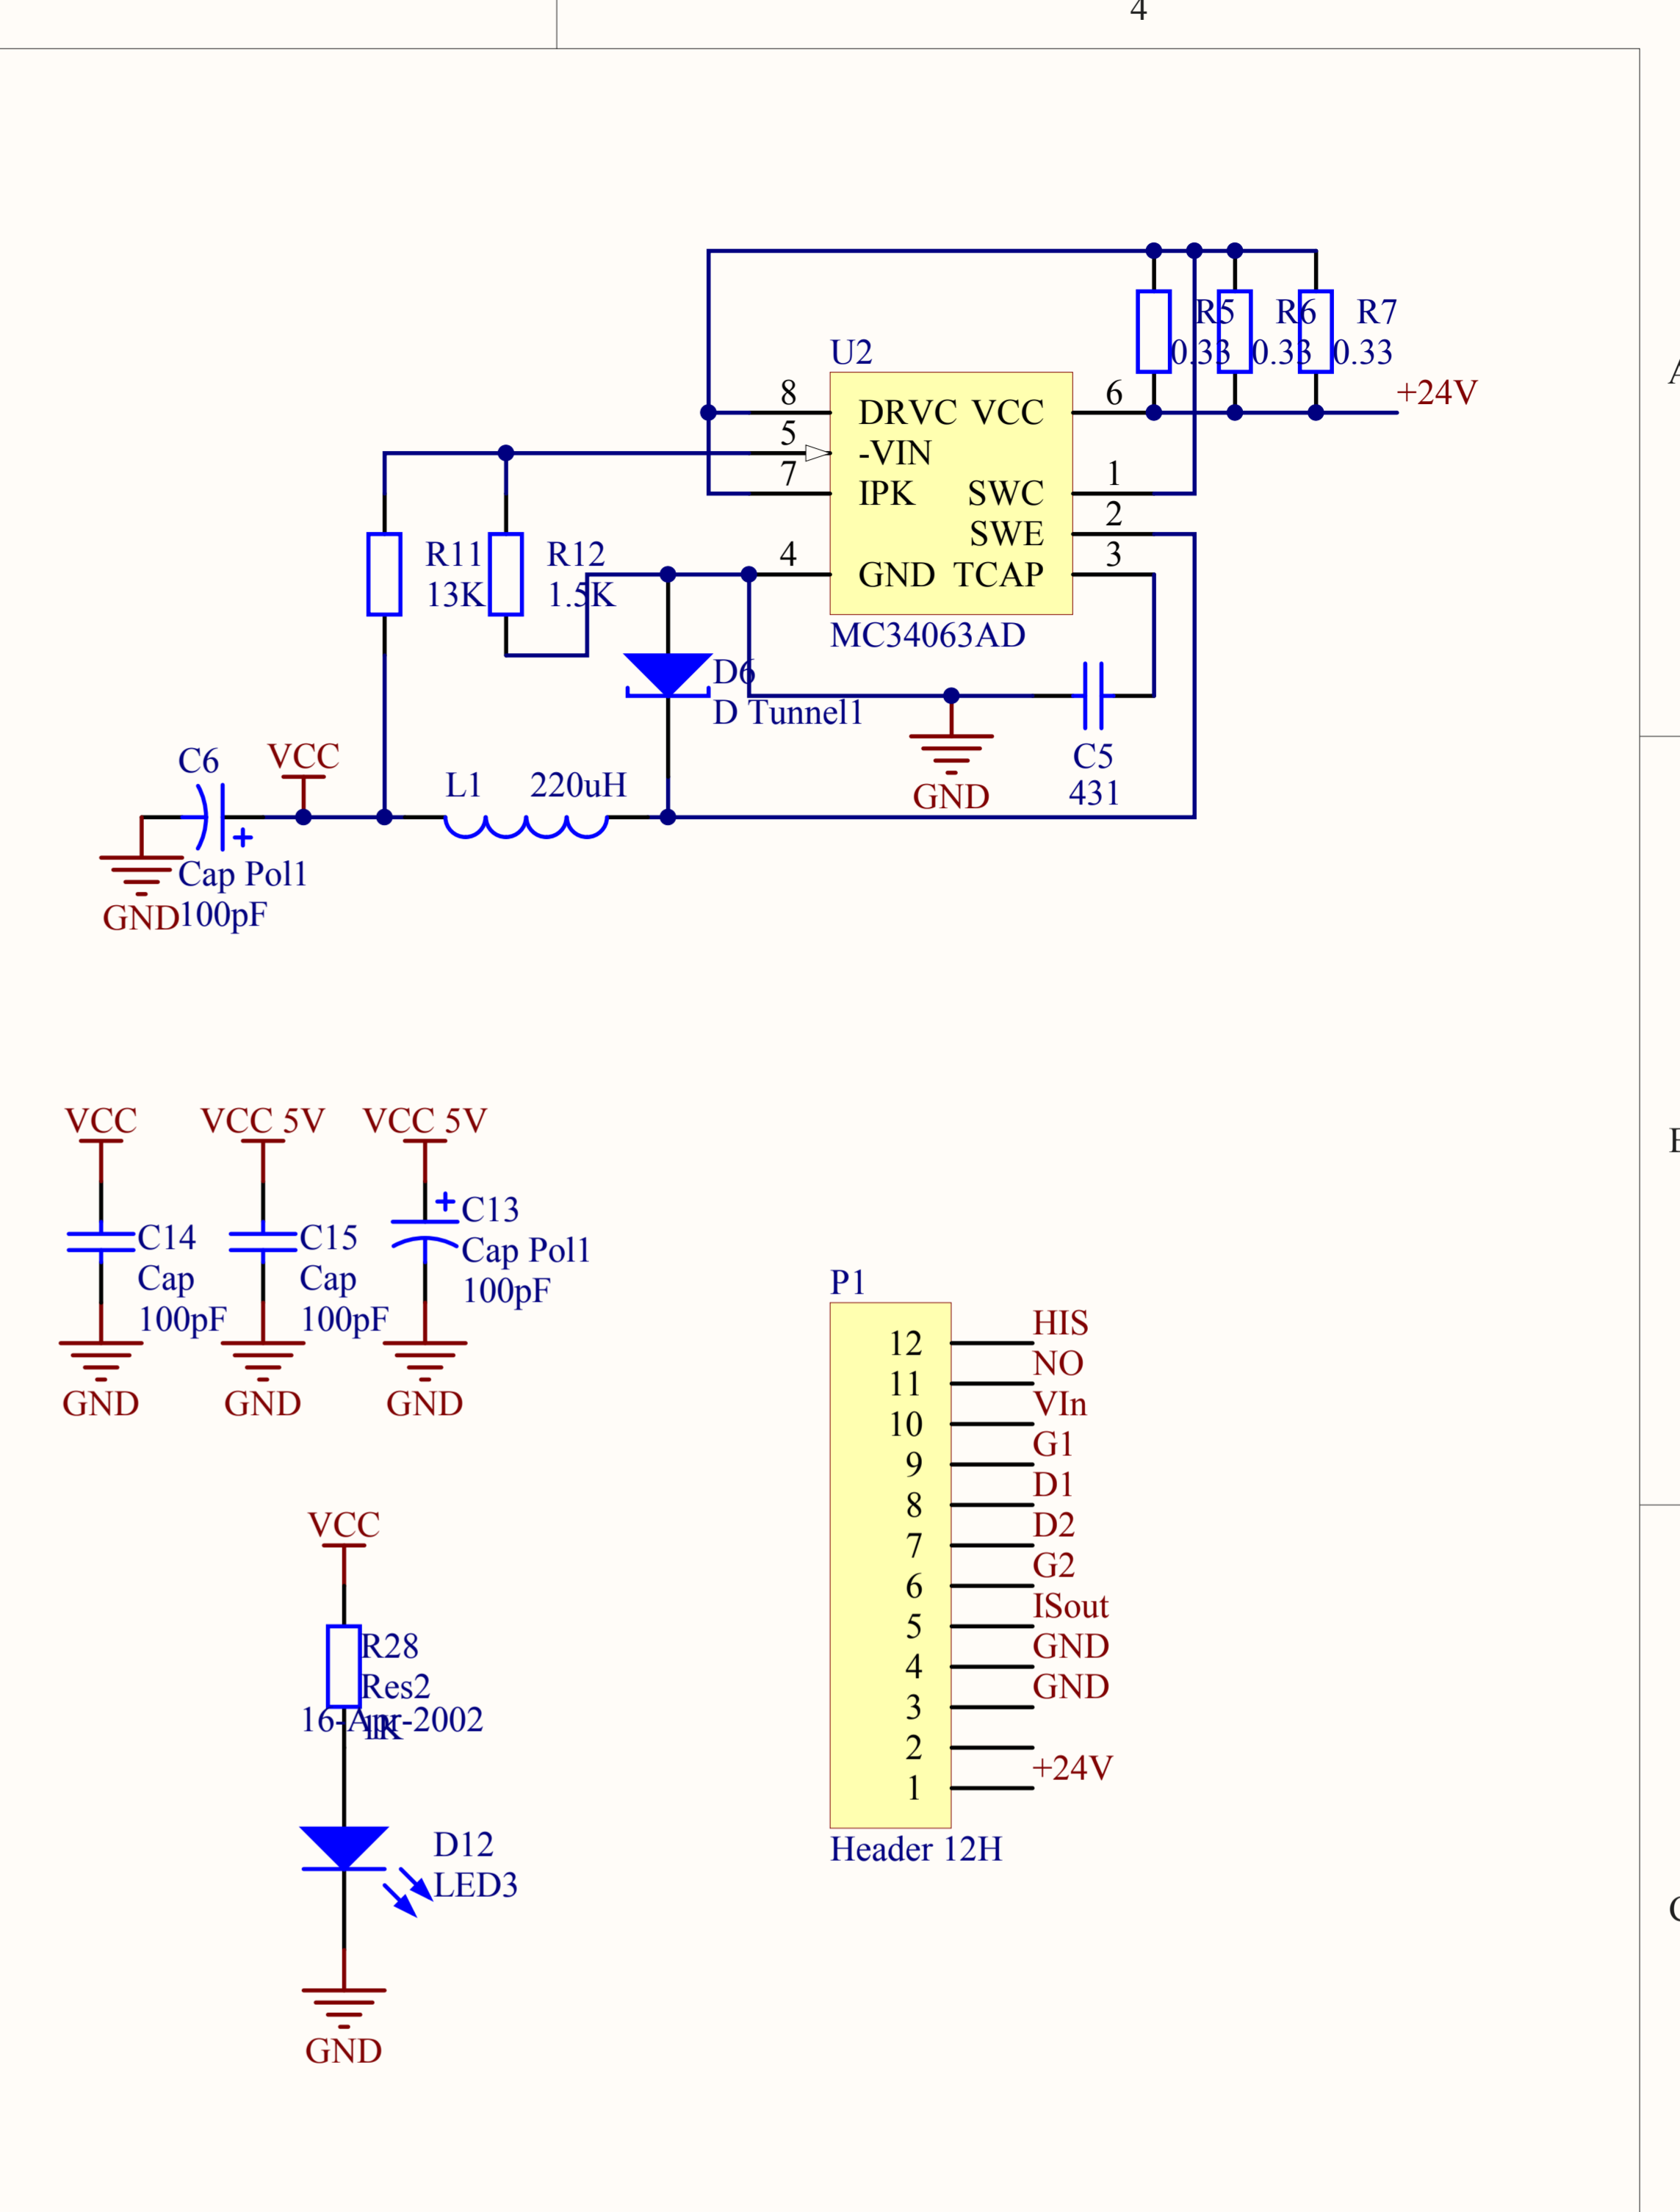 4
U2
R5
R6
R7
0.33
0.33
0.33
+24V
8
DRVC
VCC
6
5
-VIN
7
IPK
SWC
1
SWE
2
4
GND
TCAP
3
MC34063AD
R11
13K
R12
1.5K
D6
D Tunnel1
C6
VCC
L1
220uH
GND
C5
431
Cap Pol1
GND
100pF
A
VCC
VCC 5V
VCC 5V
B
C14
Cap
100pF
C15
Cap
100pF
C13
Cap Pol1
100pF
GND
GND
GND
P1
12
HIS
11
NO
10
VIn
9
G1
8
D1
7
D2
6
G2
5
ISout
4
GND
3
GND
2
1
+24V
Header 12H
VCC
R28
Res2
16-Apr-2002
1K
D12
LED3
C
GND